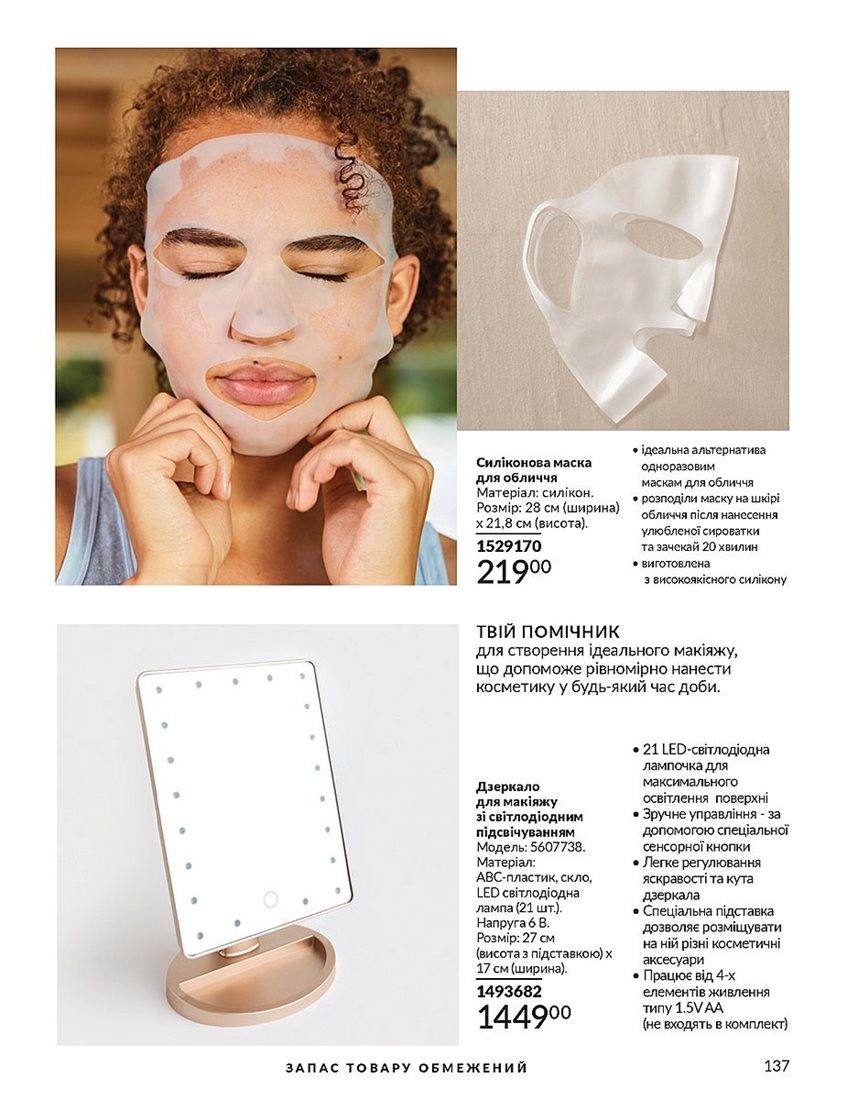 Силіконова маска
для обличчя
Матеріал: силікон.
Розмір: 28 см (ширина)
х 21,8 см (висота).
1529170
219⁰⁰
• ідеальна альтернатива
одноразовим
маскам для обличчя
• розподіли маску на шкірі
обличчя після нанесення
улюбленої сироватки
та зачекай 20 хвилин
• виготовлена
з високоякісного силікону
ТВІЙ ПОМІЧНИК
для створення ідеального макіяжу,
що допоможе рівномірно нанести
косметику у будь-який час доби.
Дзеркало
для макіяжу
зі світлодіодним
підсвічуванням
Модель: 5607738.
Матеріал:
АВС-пластик, скло,
LED світлодіодна
лампа (21 шт.).
Напруга 6 В.
Розмір: 27 см
(висота з підставкою) х
17 см (ширина).
1493682
1449⁰⁰
• 21 LED-світлодіодна
лампочка для
максимального
освітлення поверхні
• Зручне управління - за
допомогою спеціальної
сенсорної кнопки
• Легке регулювання
яскравості та кута
дзеркала
• Спеціальна підставка
дозволяє розміщувати
на ній різні косметичні
аксесуари
• Працює від 4-х
елементів живлення
типу 1.5V АА
(не входять в комплект)
ЗАПАС ТОВАРУ ОБМЕЖЕНИЙ
137